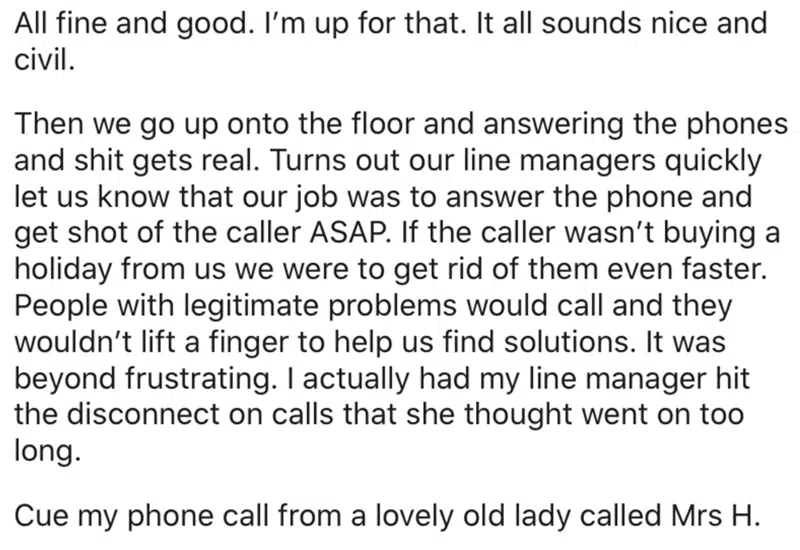 All fine and good. I’m up for that. It all sounds nice and
civil.
Then we go up onto the floor and answering the phones
and shit gets real. Turns out our line managers quickly
let us know that our job was to answer the phone and
get shot of the caller ASAP. If the caller wasn’t buying a
holiday from us we were to get rid of them even faster.
People with legitimate problems would call and they
wouldn’t lift a finger to help us find solutions. It was
beyond frustrating. I actually had my line manager hit
the disconnect on calls that she thought went on too
long.
Cue my phone call from a lovely old lady called Mrs H.